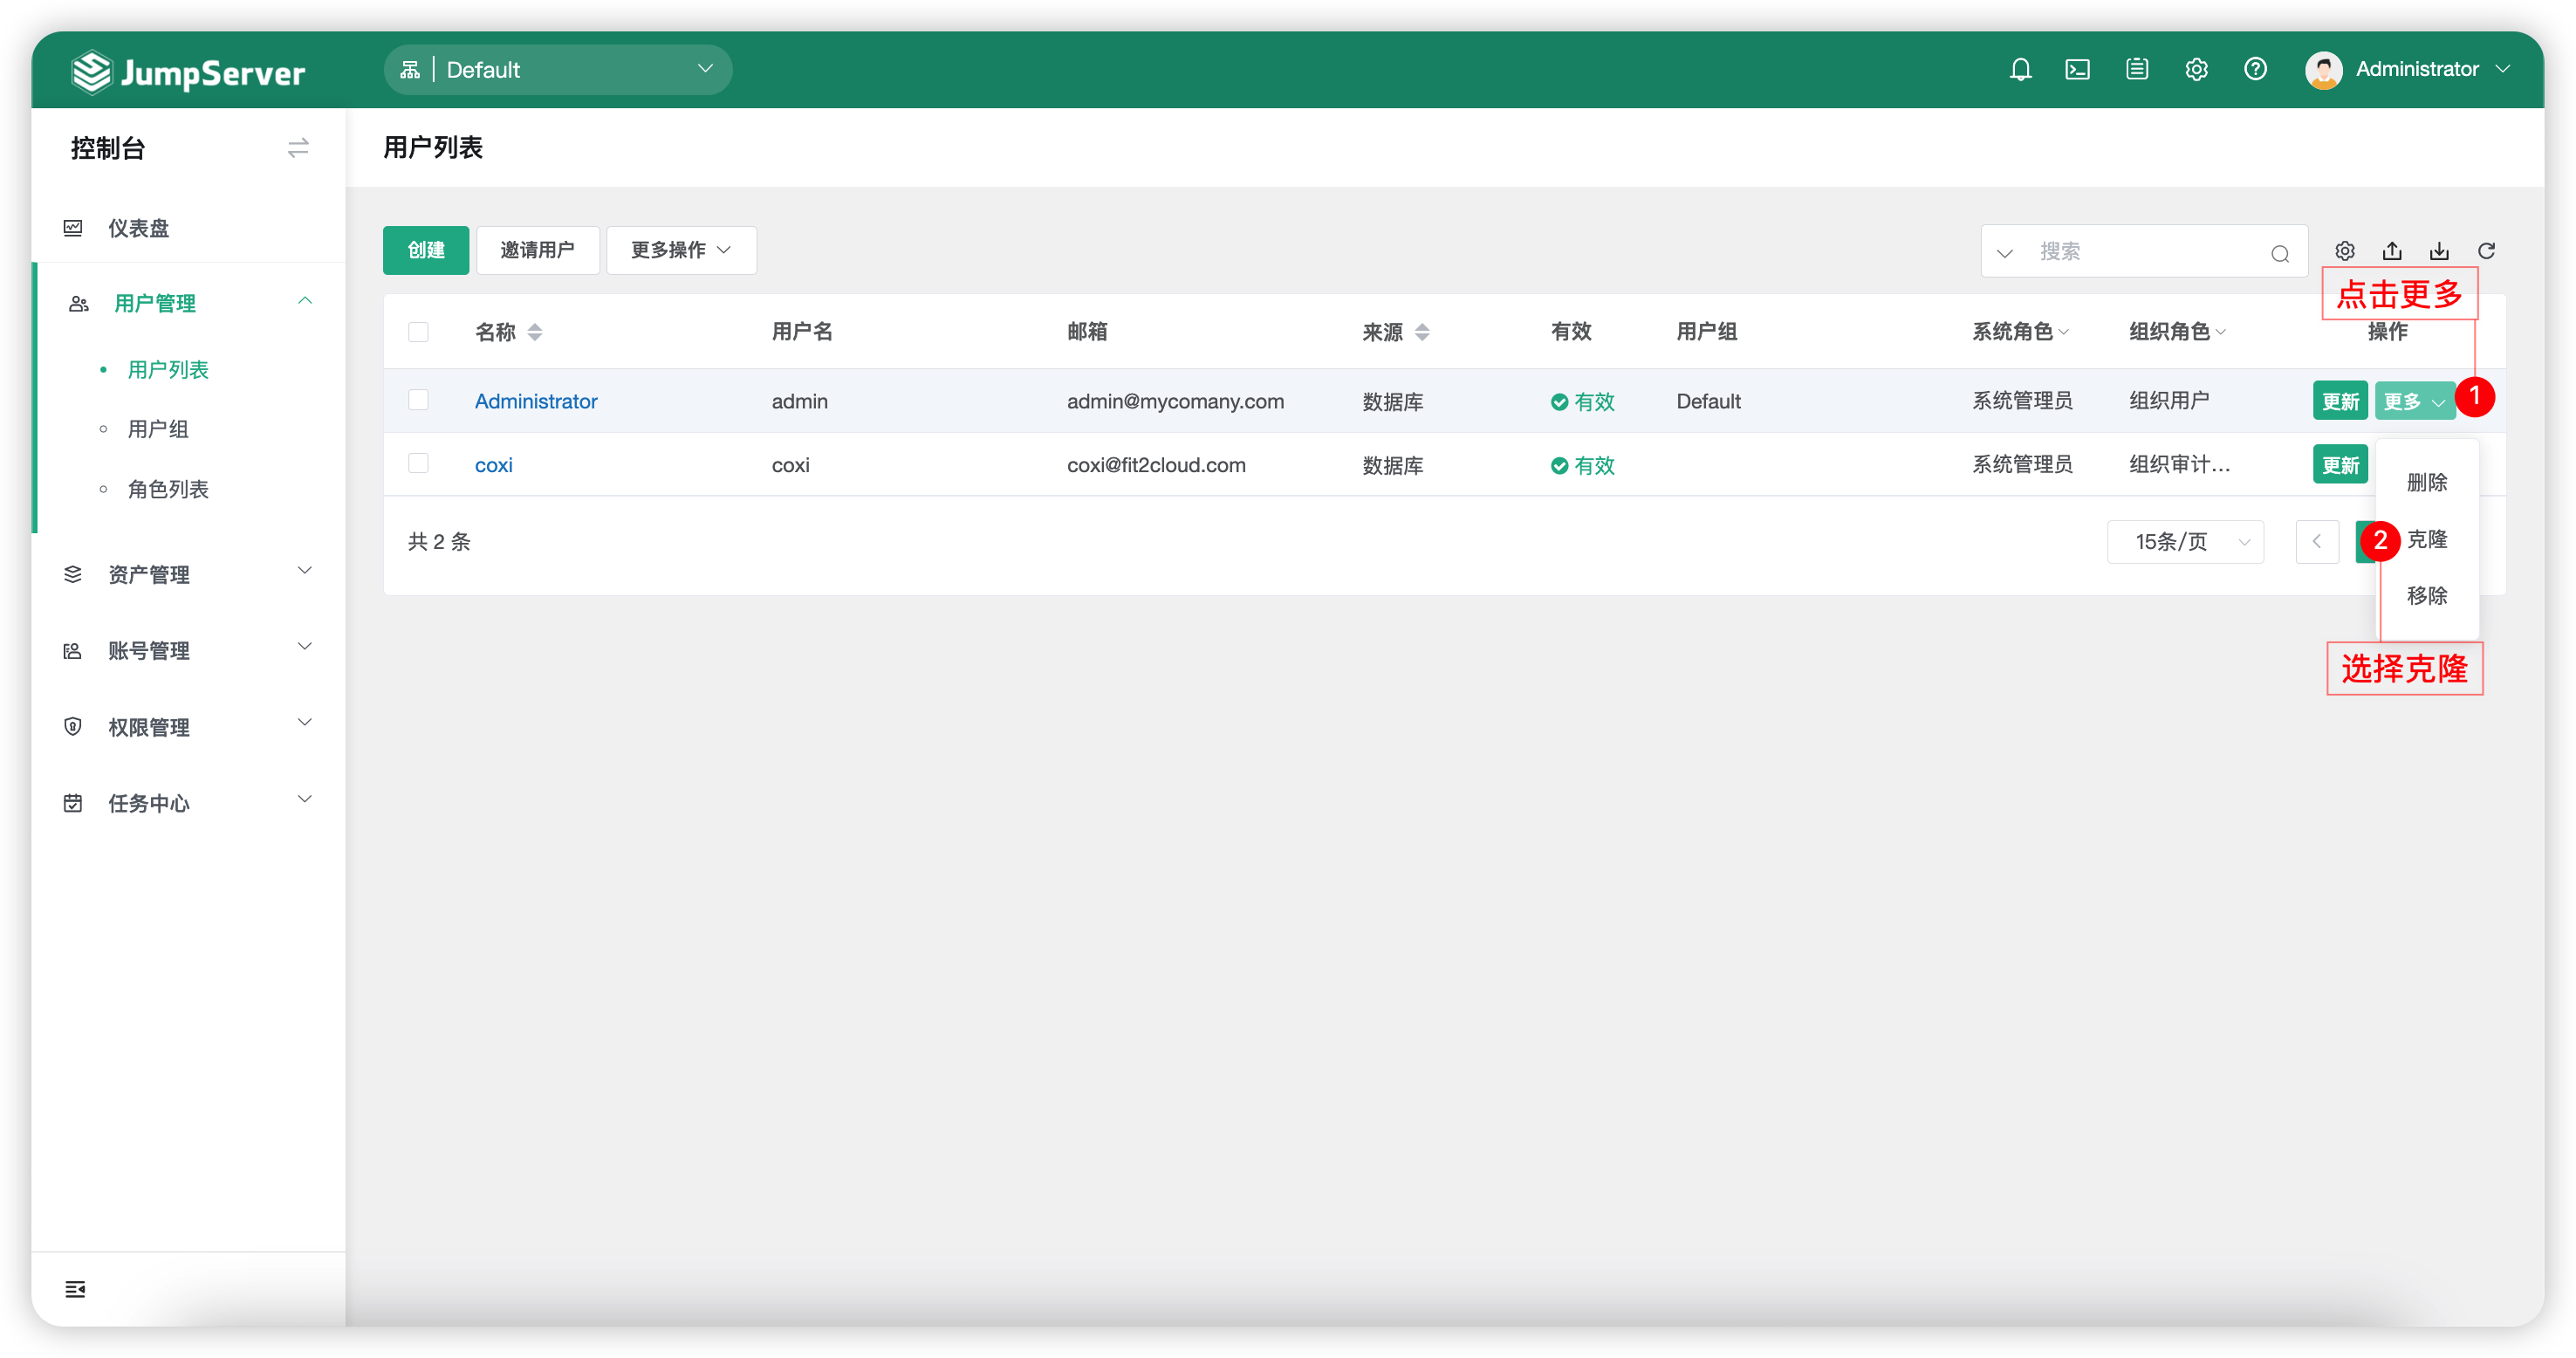 JumpServer
Default
Administrator
控制台
用户列表
仪表盘
创建
邀请用户
更多操作
搜索
点击更多
用户管理
名称
用户名
邮箱
来源
有效
用户组
系统角色
组织角色
操作
用户列表
Administrator
admin
admin@mycomany.com
数据库
有效
Default
系统管理员
组织用户
更新
更多
1
用户组
coxi
coxi
coxi@fit2cloud.com
数据库
有效
系统管理员
组织审计...
更新
删除
角色列表
共 2 条
15条/页
2
克隆
移除
资产管理
账号管理
选择克隆
权限管理
任务中心